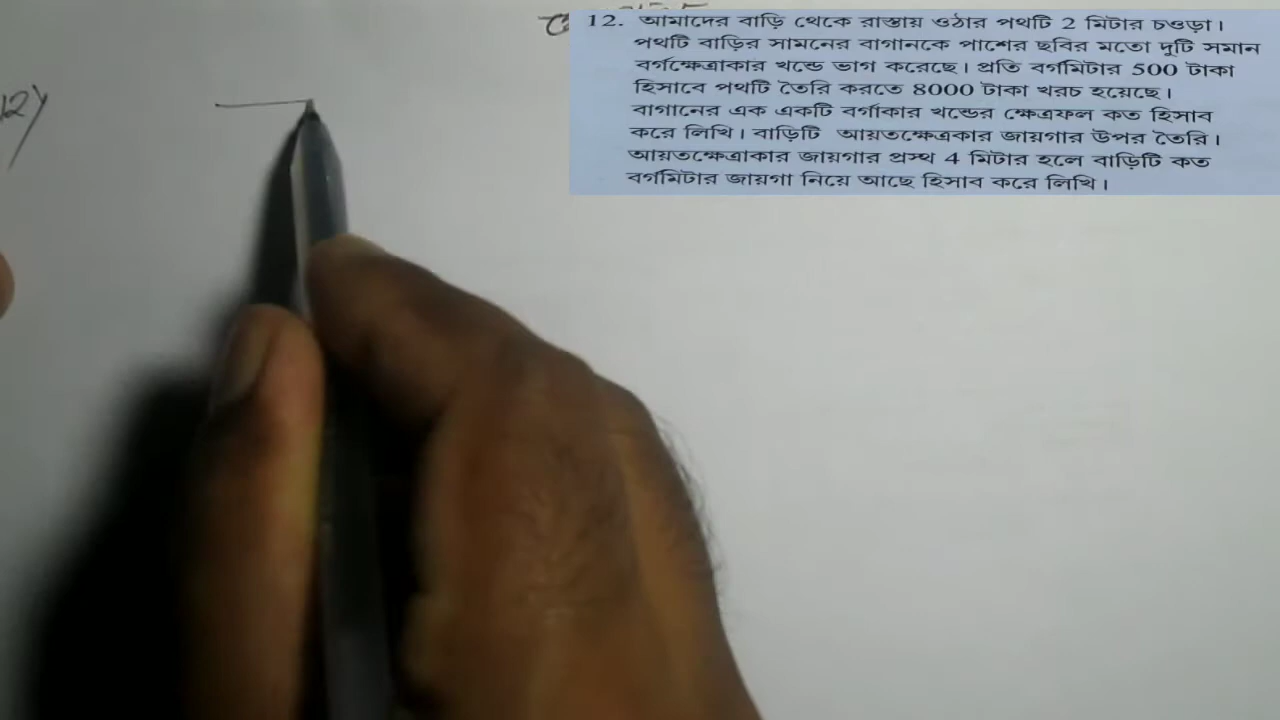 12. আমাদের বাড়ি থেকে রাস্তায় ওঠার পথটি 2 মিটার চওড়া।
পথটি বাড়ির সামনের বাগানকে পাশের ছবির মতো দুটি সমান
বর্গক্ষেত্রাকার খন্ডে ভাগ করেছে। প্রতি বর্গমিটার 500 টাকা
হিসাবে পথটি তৈরি করতে 8000 টাকা খরচ হয়েছে।
বাগানের এক একটি বর্গাকার খন্ডের ক্ষেত্রফল কত হিসাব
করে লিখি। বাড়িটি আয়তক্ষেত্রকার জায়গার উপর তৈরি।
আয়তক্ষেত্রাকার জায়গার প্রস্থ 4 মিটার হলে বাড়িটি কত
বর্গমিটার জায়গা নিয়ে আছে হিসাব করে লিখি।
12)